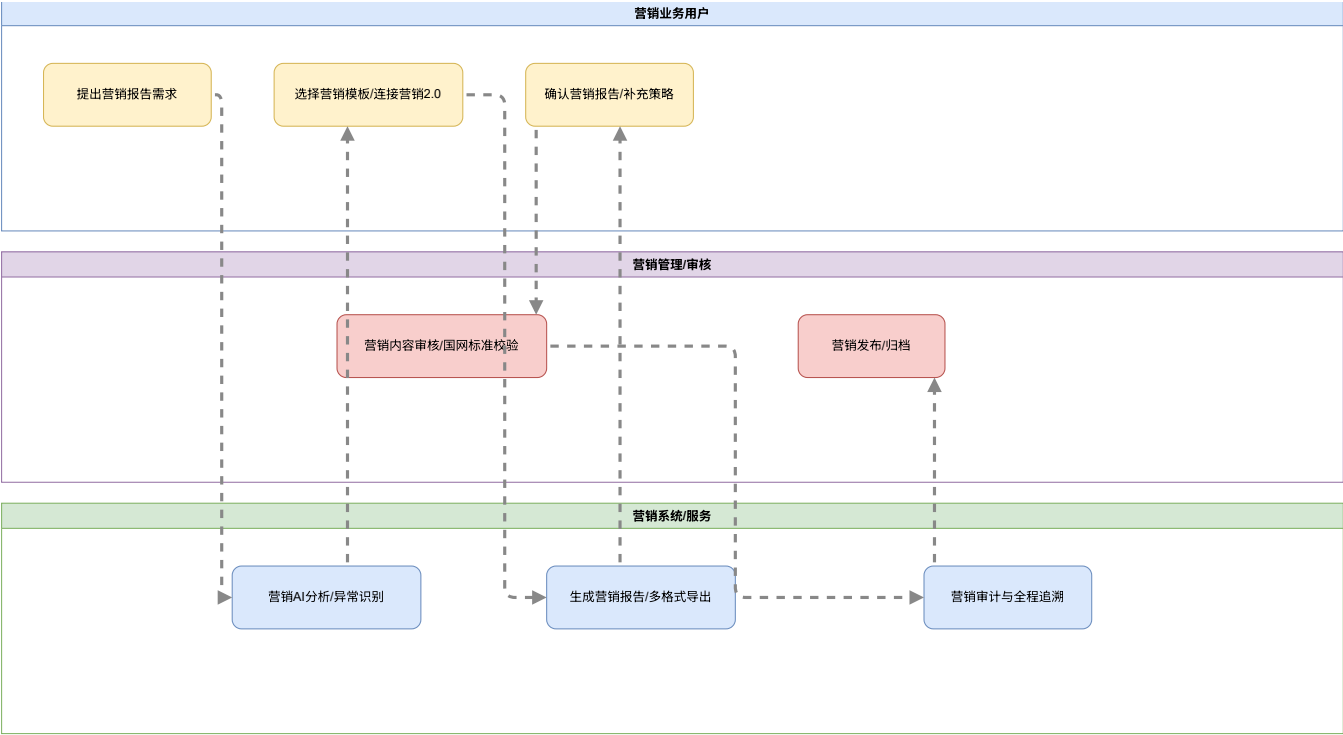 营销业务用户
提出营销报告需求
选择营销模板/连接营销2.0
确认营销报告/补充策略
营销管理/审核
营销内容审核/国网标准校验
营销发布/归档
营销系统/服务
营销AI分析/异常识别
生成营销报告/多格式导出
营销审计与全程追溯